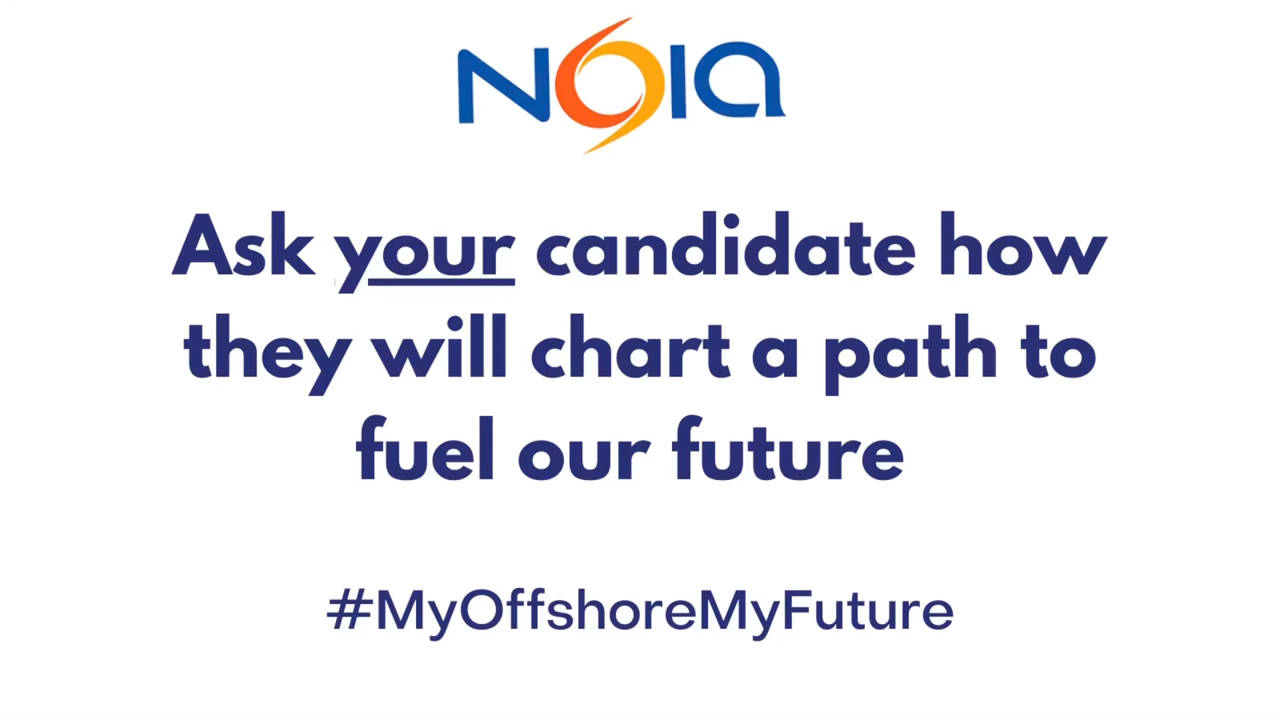 NOIA
Ask your candidate how
they will chart a path to
fuel our future
#MyOffshoreMyFuture